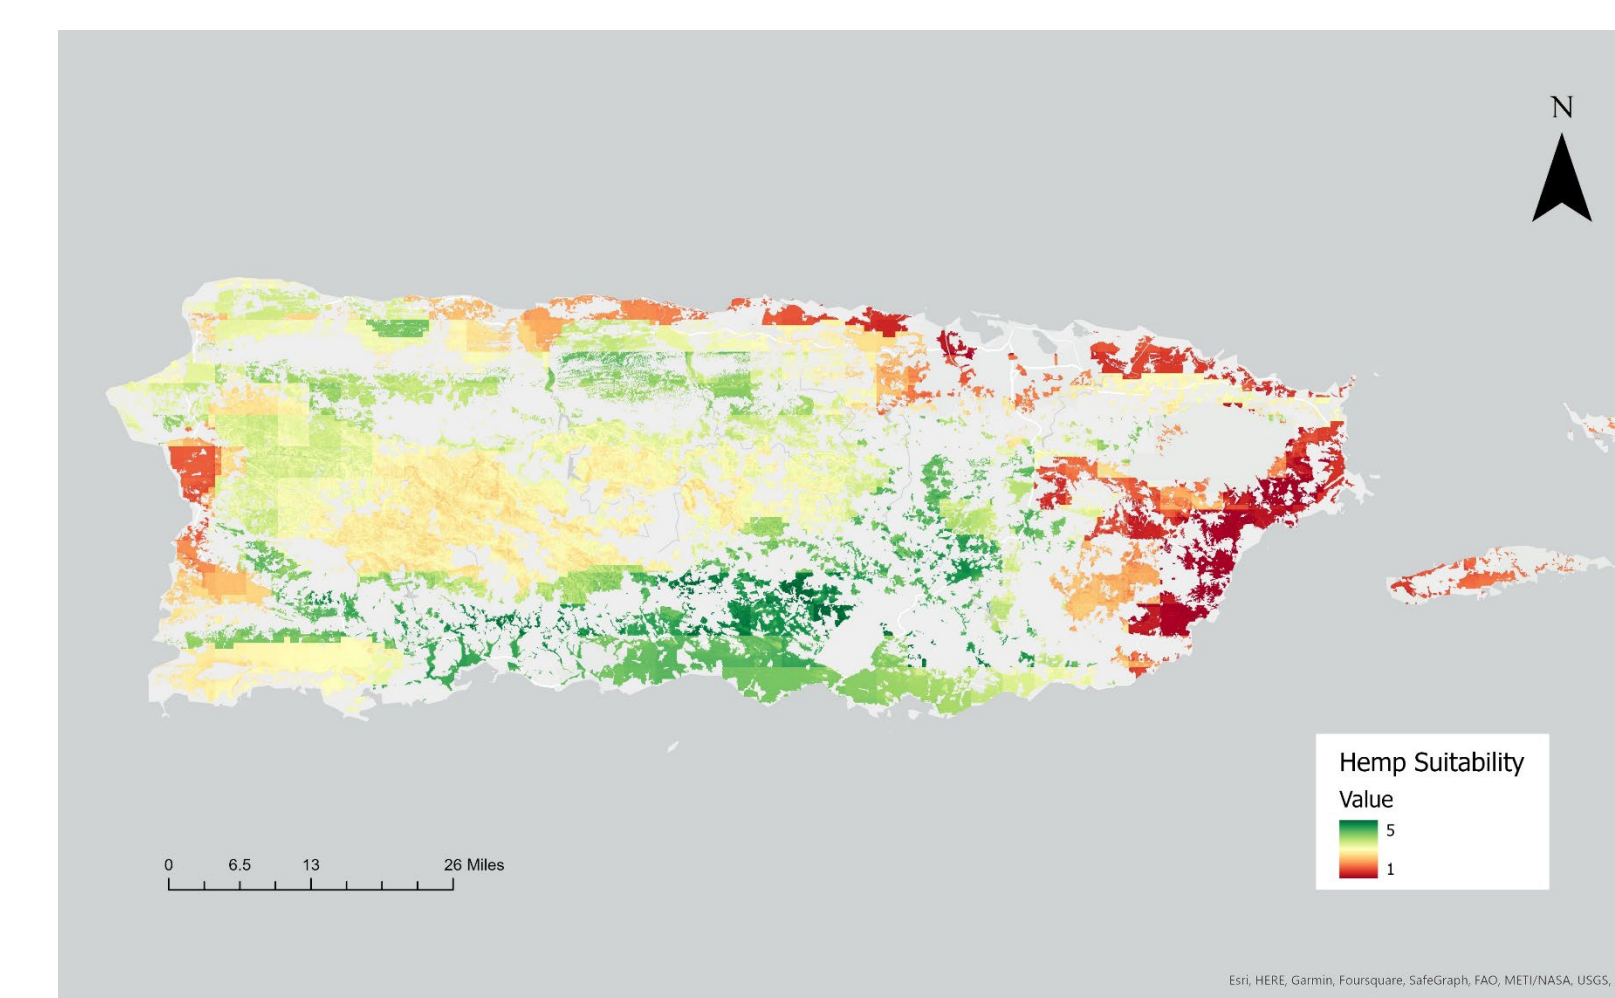 N
Hemp Suitability
Value
5
1
0 6.5 13 26 Miles
Esri, HERE, Garmin, Foursquare, SafeGraph, FAO, METI/NASA, USGS,